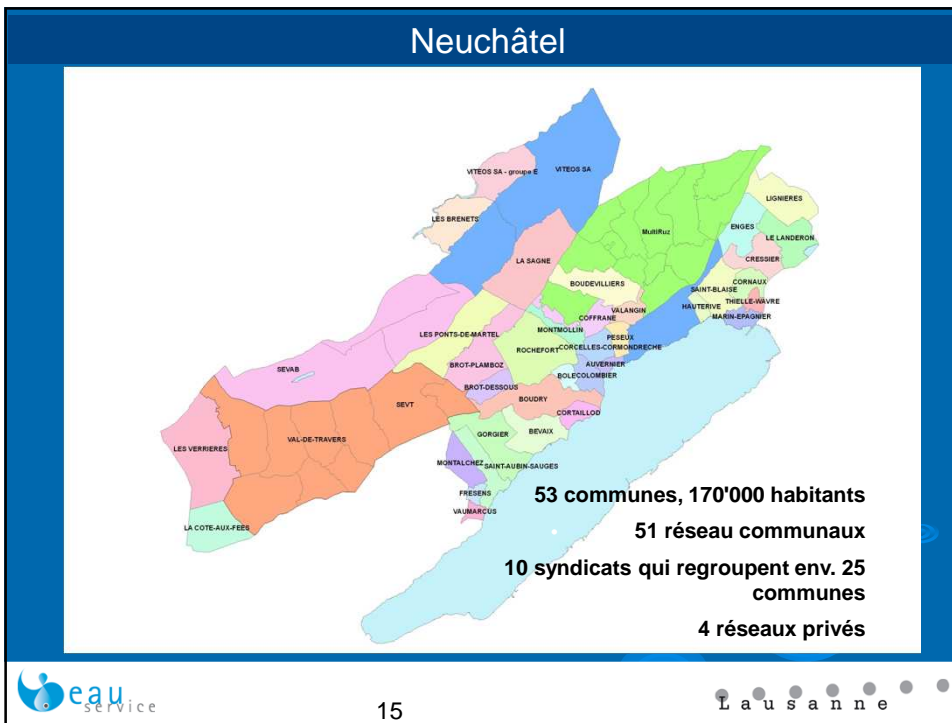 Neuchâtel
VITEOS SA - groupe E
VITEOS SA
LES BRENETS
LIGNIERES
ENGES
LE LANDERON
MultiRuz
CRESSIER
LA SAGNE
BOUDEVILLIERS
SAINT-BLAISE
CORNAUX
THIELLE-WAVRE
HAUTERIVE
MARIN-EPAGNIER
VALANGIN
COFFRANE
MONTMOLLIN
PESEUX
LES PONTS-DE-MARTEL
ROCHEFORT
CORCELLES-CORMONDRECHE
AUVERNIER
SEVAB
BROT-PLAMBOZ
BOLE
COLOMBIER
BROT-DESSOUS
BOUDRY
SEVT
CORTAILLOD
BEVAIX
GORGIER
VAL-DE-TRAVERS
LES VERRIERES
MONTALCHEZ
SAINT-AUBIN-SAUGES
FRESENS
VAUMARCUS
LA COTE-AUX-FEES
53 communes, 170'000 habitants
51 réseau communaux
10 syndicats qui regroupent env. 25
communes
4 réseaux privés
eau
service
15
Lausanne